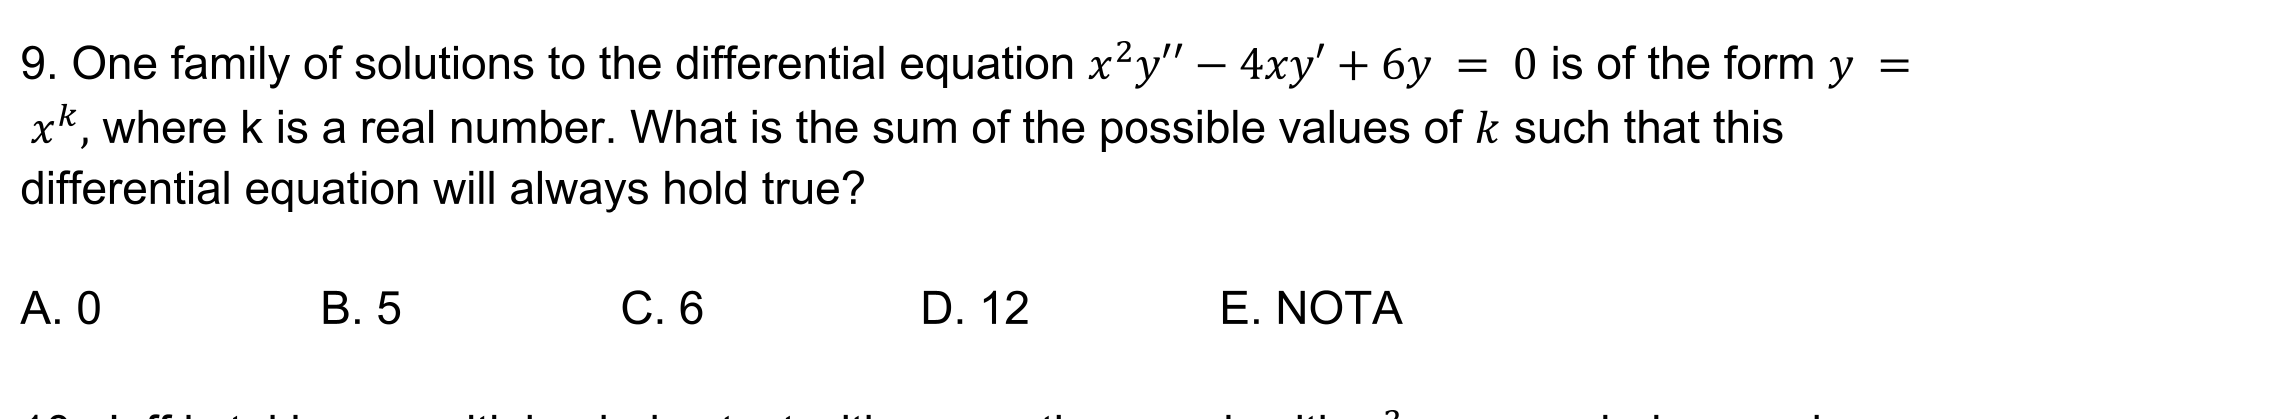 9. One family of solutions to the differential equation x²y′′ − 4xy′ + 6y = 0 is of the form y =
xᵏ, where k is a real number. What is the sum of the possible values of k such that this
differential equation will always hold true?
A. 0 B. 5 C. 6 D. 12 E. NOTA